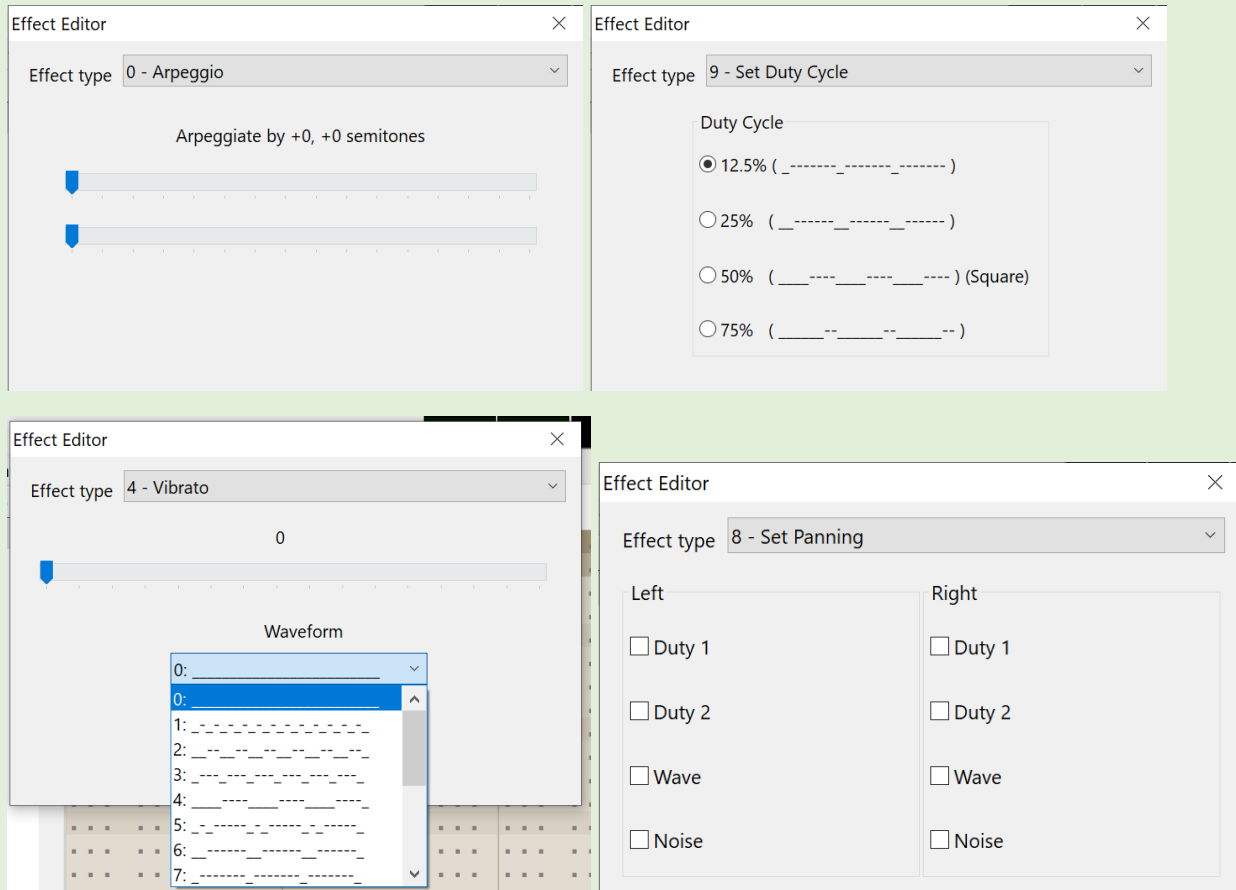 Effect Editor
Effect type 0 - Arpeggio
Arpeggiate by +0, +0 semitones
Effect Editor
Effect type 9 - Set Duty Cycle
Duty Cycle
12.5% ( _-------_-------_------- )
25% ( __------__------__------ )
50% ( ____----____----____---- ) (Square)
75% ( ______--______--______-- )
Effect Editor
Effect type 4 - Vibrato
0
Waveform
0: _________________________
0: _________________________
1: _-_-_-_-_-_-_-_-_-_-_-_-_
2: __--__--__--__--__--__--_
3: _---_---_---_---_---_---_
4: ____----____----____----_
5: _-_-----_-_-----_-_-----_
6: __------__------__------_
7: _-------_-------_-------_
Effect Editor
Effect type 8 - Set Panning
Left
Duty 1
Duty 2
Wave
Noise
Right
Duty 1
Duty 2
Wave
Noise